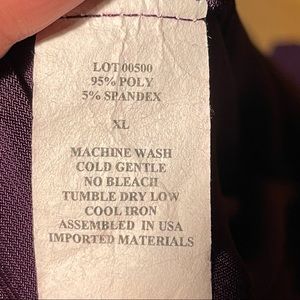 LOT 00500
95% POLY
5% SPANDEX
XL
MACHINE WASH
COLD GENTLE
NO BLEACH
TUMBLE DRY LOW
COOL IRON
ASSEMBLED IN USA
IMPORTED MATERIALS